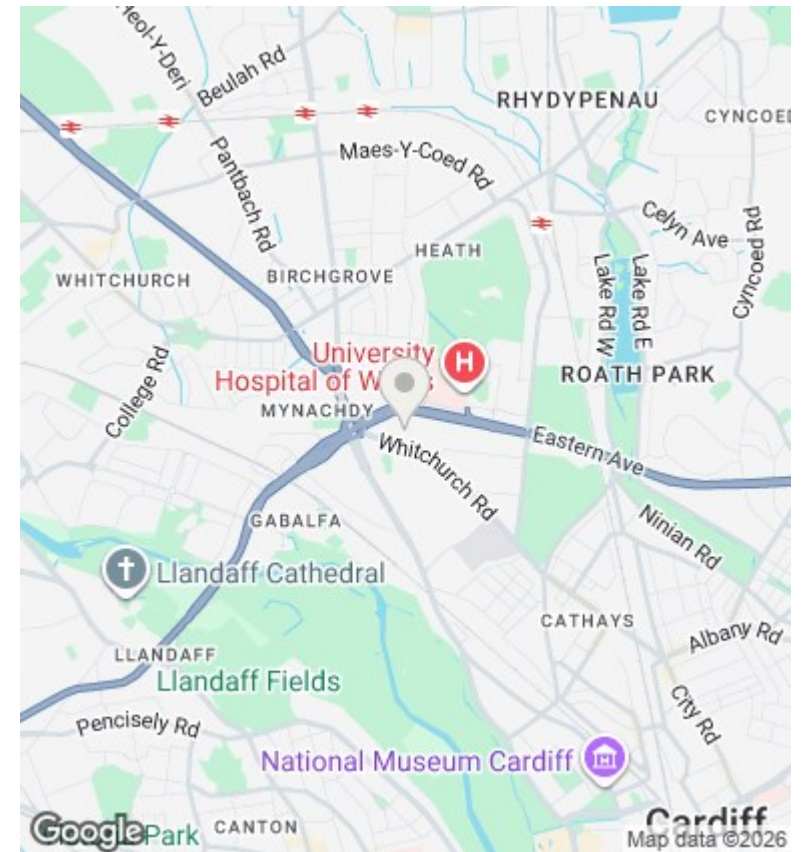 Heol-Y-Deri
Beulah Rd
RHYDYPENAU
CYNCOED
Pantbach Rd
Maes-Y-Coed Rd
Celyn Ave
Cyncoed Rd
HEATH
WHITCHURCH
BIRCHGROVE
Lake Rd W
Lake Rd E
College Rd
University
Hospital of W s
H
ROATH PARK
MYNACHDY
Whitchurch Rd
Eastern Ave
GABALFA
Ninian Rd
Llandaff Cathedral
CATHAYS
Albany Rd
LLANDAFF
Llandaff Fields
City Rd
Pencisely Rd
National Museum Cardiff
Cardiff
Google
Park
CANTON
Map data ©2026